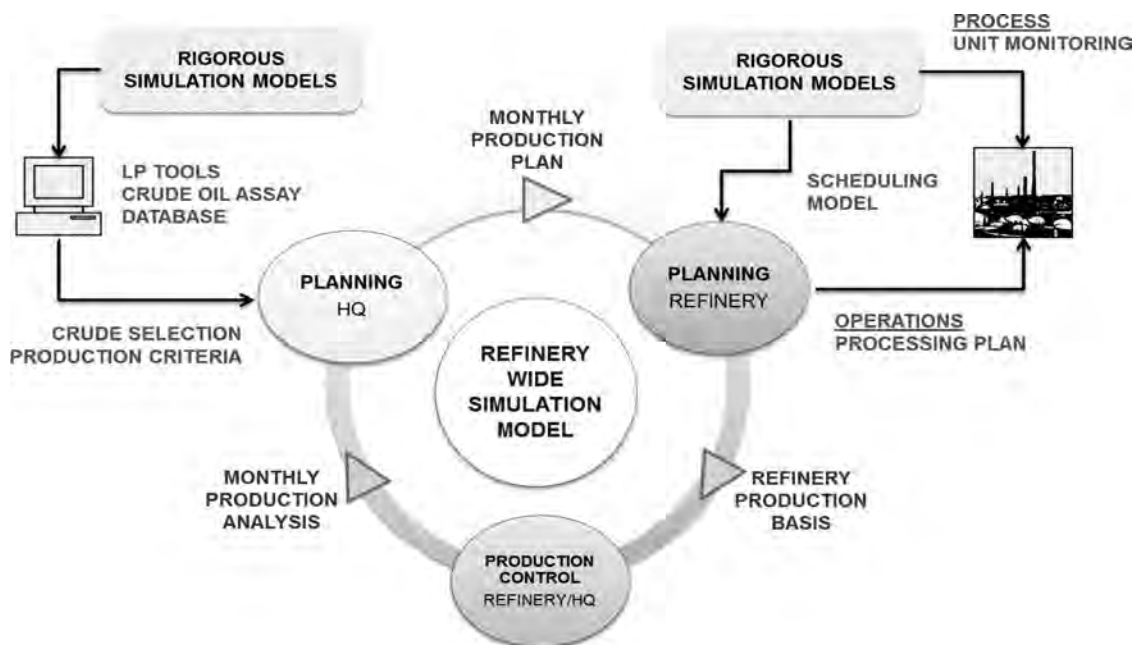 RIGOROUS
SIMULATION MODELS
RIGOROUS
SIMULATION MODELS
PROCESS
UNIT MONITORING
MONTHLY
PRODUCTION
PLAN
LP TOOLS
CRUDE OIL ASSAY
DATABASE
SCHEDULING
MODEL
PLANNING
HQ
PLANNING
REFINERY
CRUDE SELECTION
PRODUCTION CRITERIA
OPERATIONS
PROCESSING PLAN
REFINERY
WIDE
SIMULATION
MODEL
MONTHLY
PRODUCTION
ANALYSIS
REFINERY
PRODUCTION
BASIS
PRODUCTION
CONTROL
REFINERY/HQ